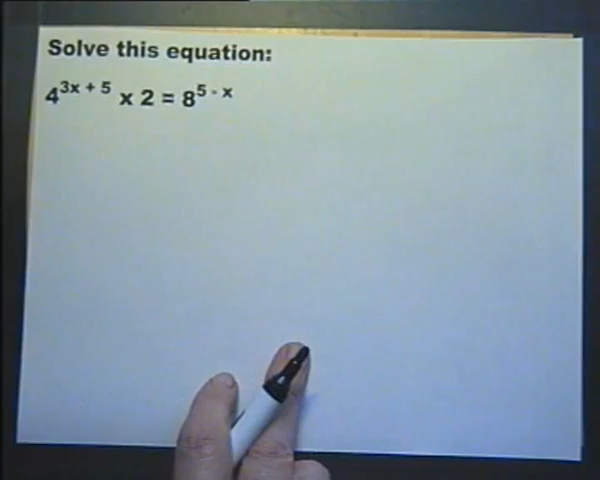 Solve this equation:
4^{3x + 5} x 2 = 8^{5 - x}